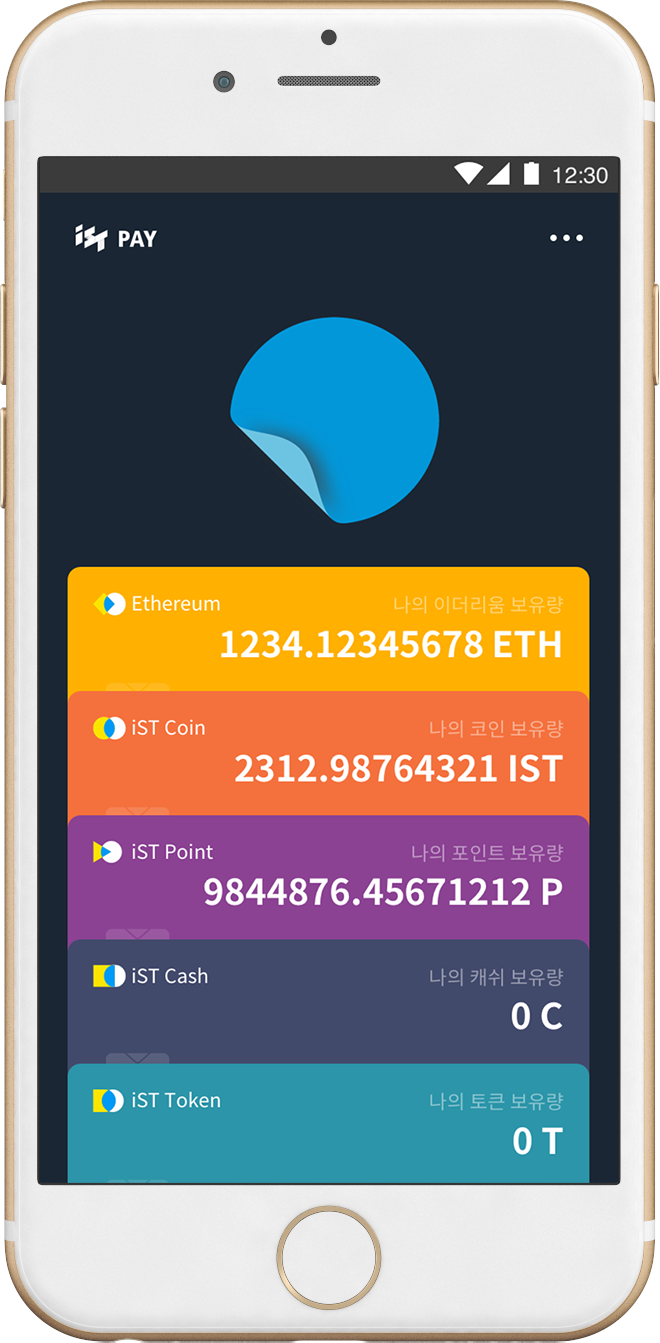 12:30
iST PAY
Ethereum 나의 이더리움 보유량
1234.12345678 ETH
iST Coin 나의 코인 보유량
2312.98764321 IST
iST Point 나의 포인트 보유량
9844876.45671212 P
iST Cash 나의 캐쉬 보유량
0 C
iST Token 나의 토큰 보유량
0 T